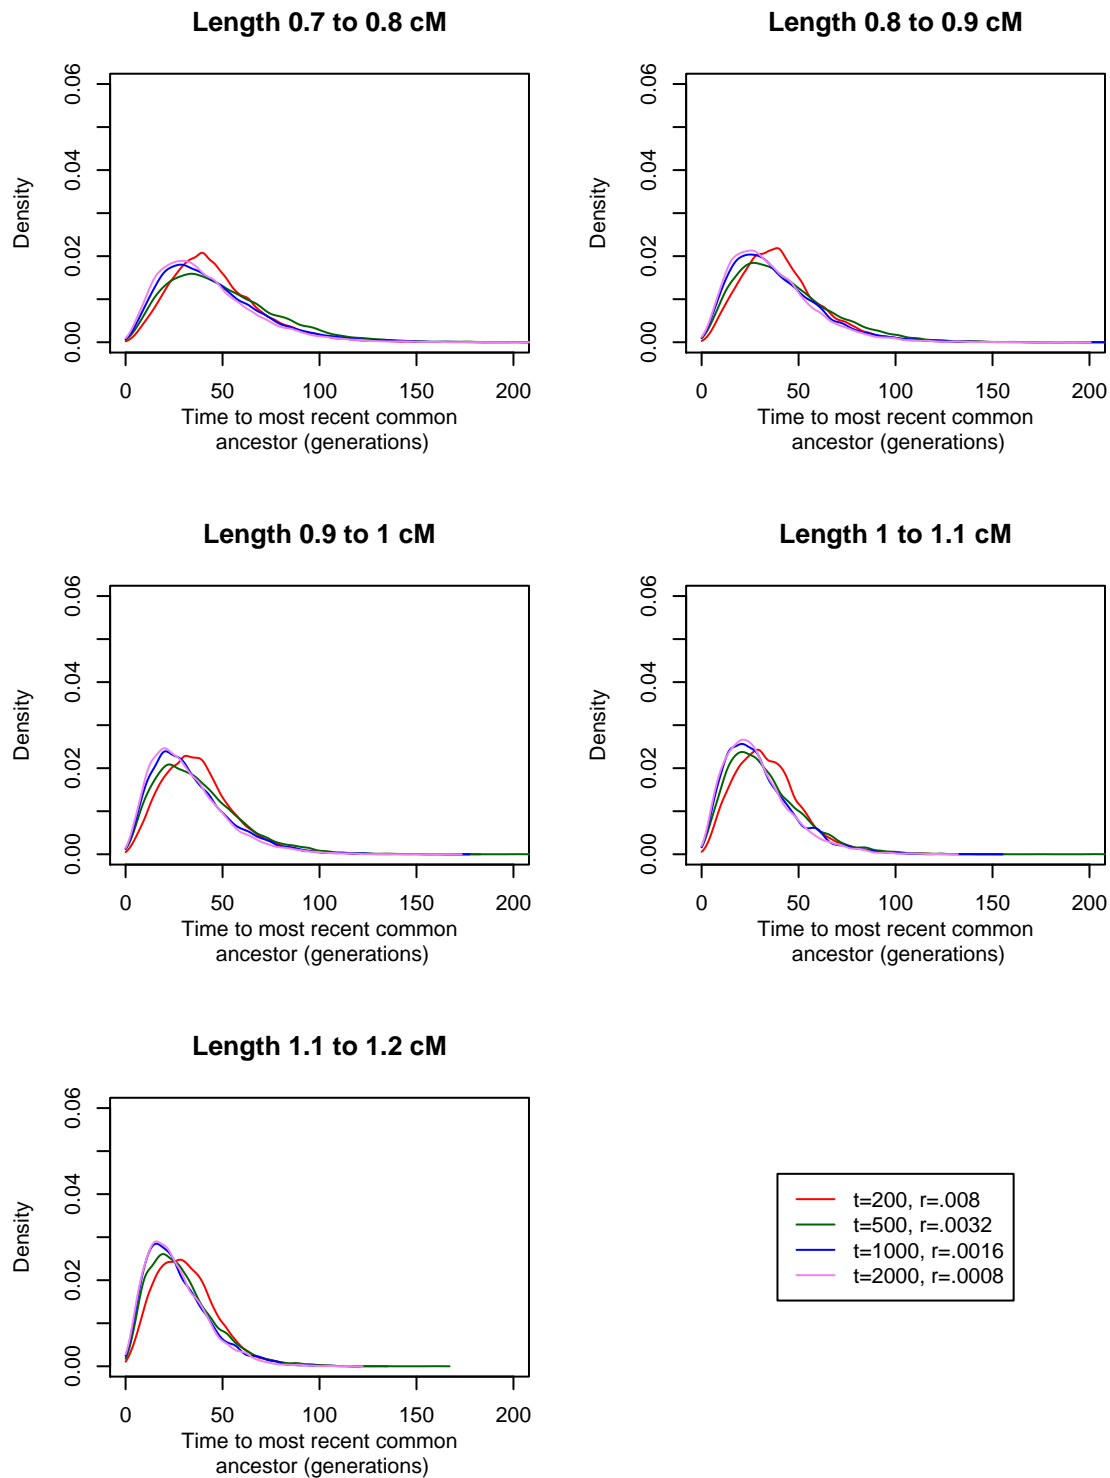 Length 0.7 to 0.8 cM
Density
0.00 0.02 0.04 0.06
0 50 100 150 200
Time to most recent common
ancestor (generations)
Length 0.8 to 0.9 cM
Density
0.00 0.02 0.04 0.06
0 50 100 150 200
Time to most recent common
ancestor (generations)
Length 0.9 to 1 cM
Density
0.00 0.02 0.04 0.06
0 50 100 150 200
Time to most recent common
ancestor (generations)
Length 1 to 1.1 cM
Density
0.00 0.02 0.04 0.06
0 50 100 150 200
Time to most recent common
ancestor (generations)
Length 1.1 to 1.2 cM
Density
0.00 0.02 0.04 0.06
0 50 100 150 200
Time to most recent common
ancestor (generations)
t=200, r=.008
t=500, r=.0032
t=1000, r=.0016
t=2000, r=.0008